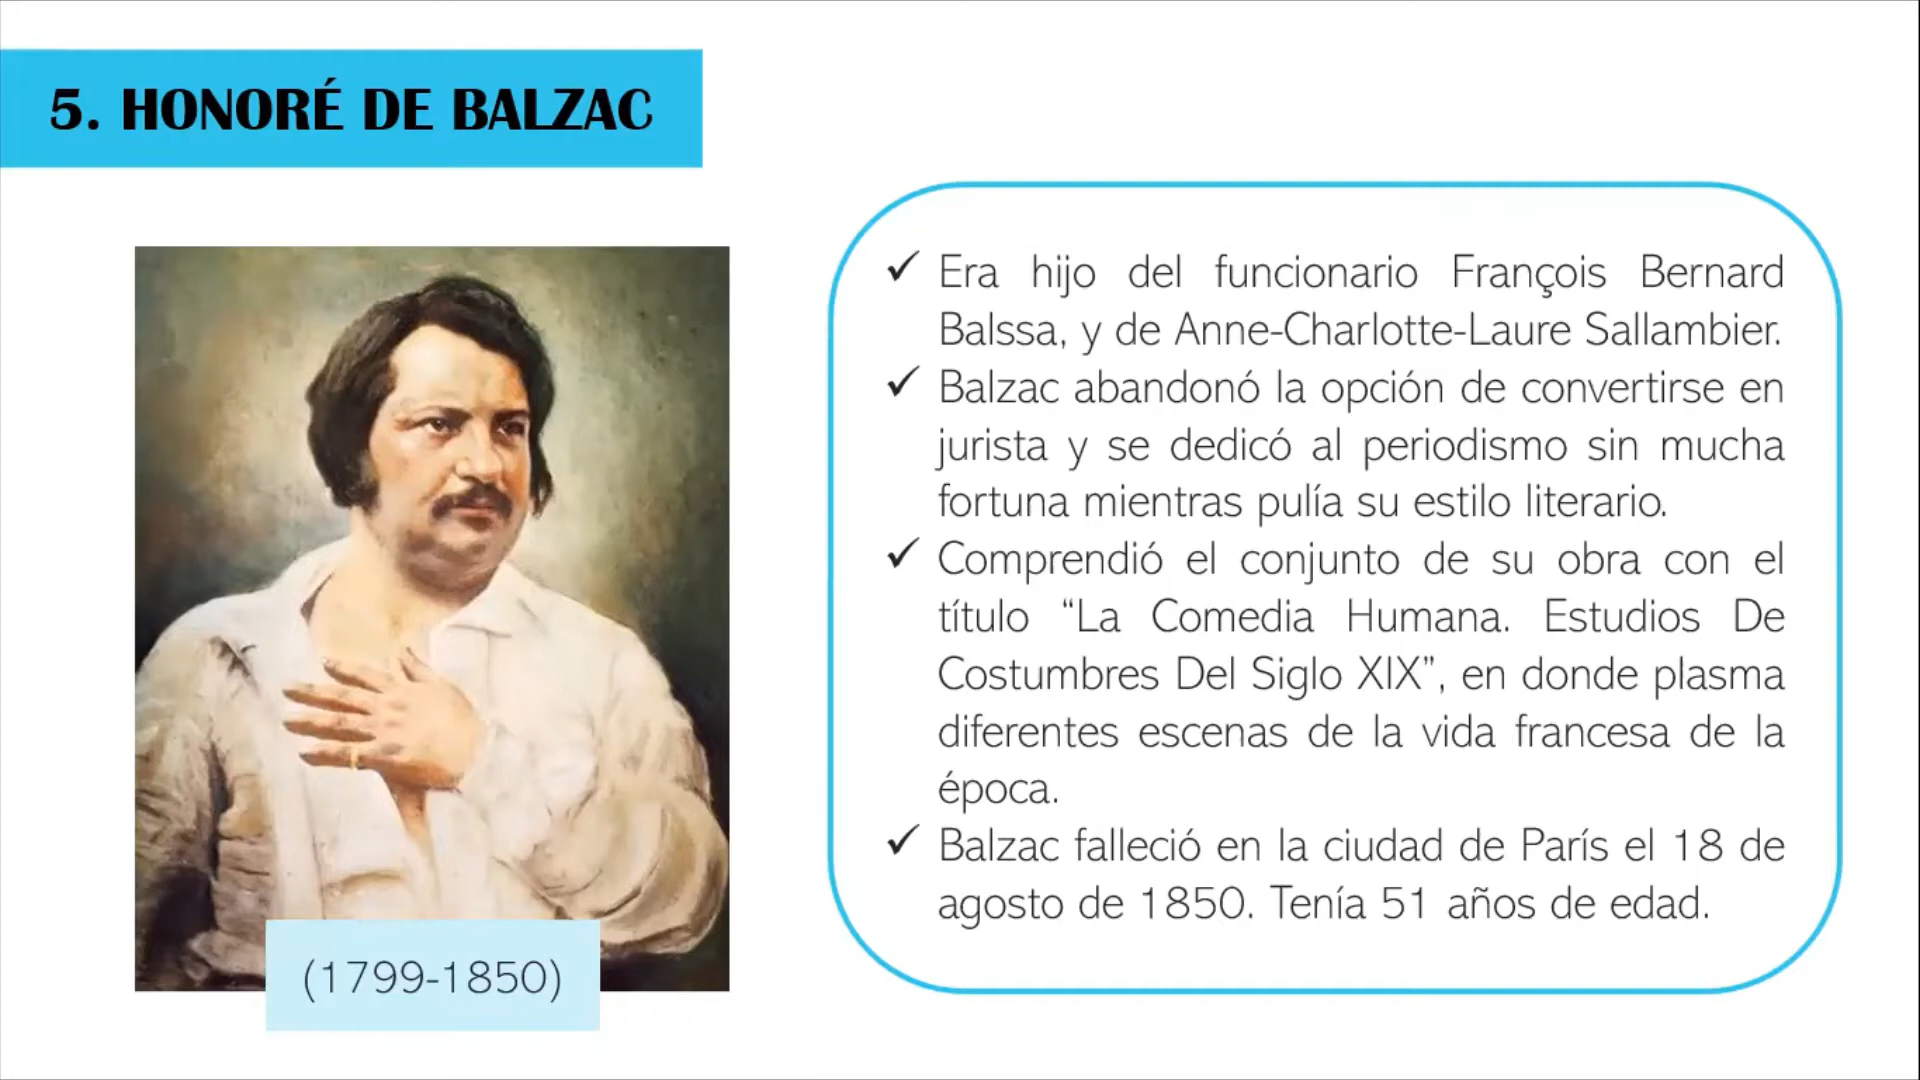 5. HONORÉ DE BALZAC
Era hijo del funcionario François Bernard
Balssa, y de Anne-Charlotte-Laure Sallambier.
Balzac abandonó la opción de convertirse en
jurista y se dedicó al periodismo sin mucha
fortuna mientras pulía su estilo literario.
Comprendió el conjunto de su obra con el
título “La Comedia Humana. Estudios De
Costumbres Del Siglo XIX”, en donde plasma
diferentes escenas de la vida francesa de la
época.
Balzac falleció en la ciudad de París el 18 de
agosto de 1850. Tenía 51 años de edad.
(1799-1850)